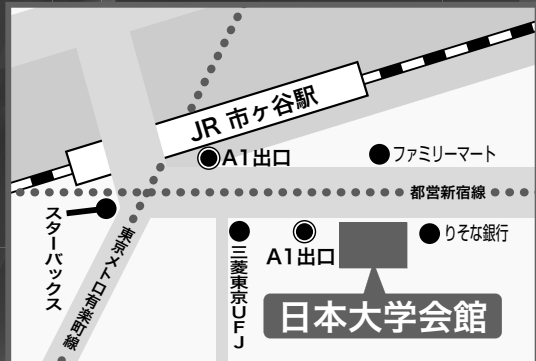 JR 市ヶ谷駅
A1出口
ファミリーマート
都営新宿線
スターバックス
東京メトロ有楽町線
三菱東京UFJ
A1出口
りそな銀行
日本大学会館